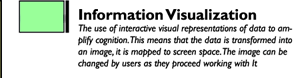 Information Visualization
The use of interactive visual representations of data to am-
plify cognition.This means that the data is transformed into
an image, it is mapped to screen space.The image can be
changed by users as they proceed working with It